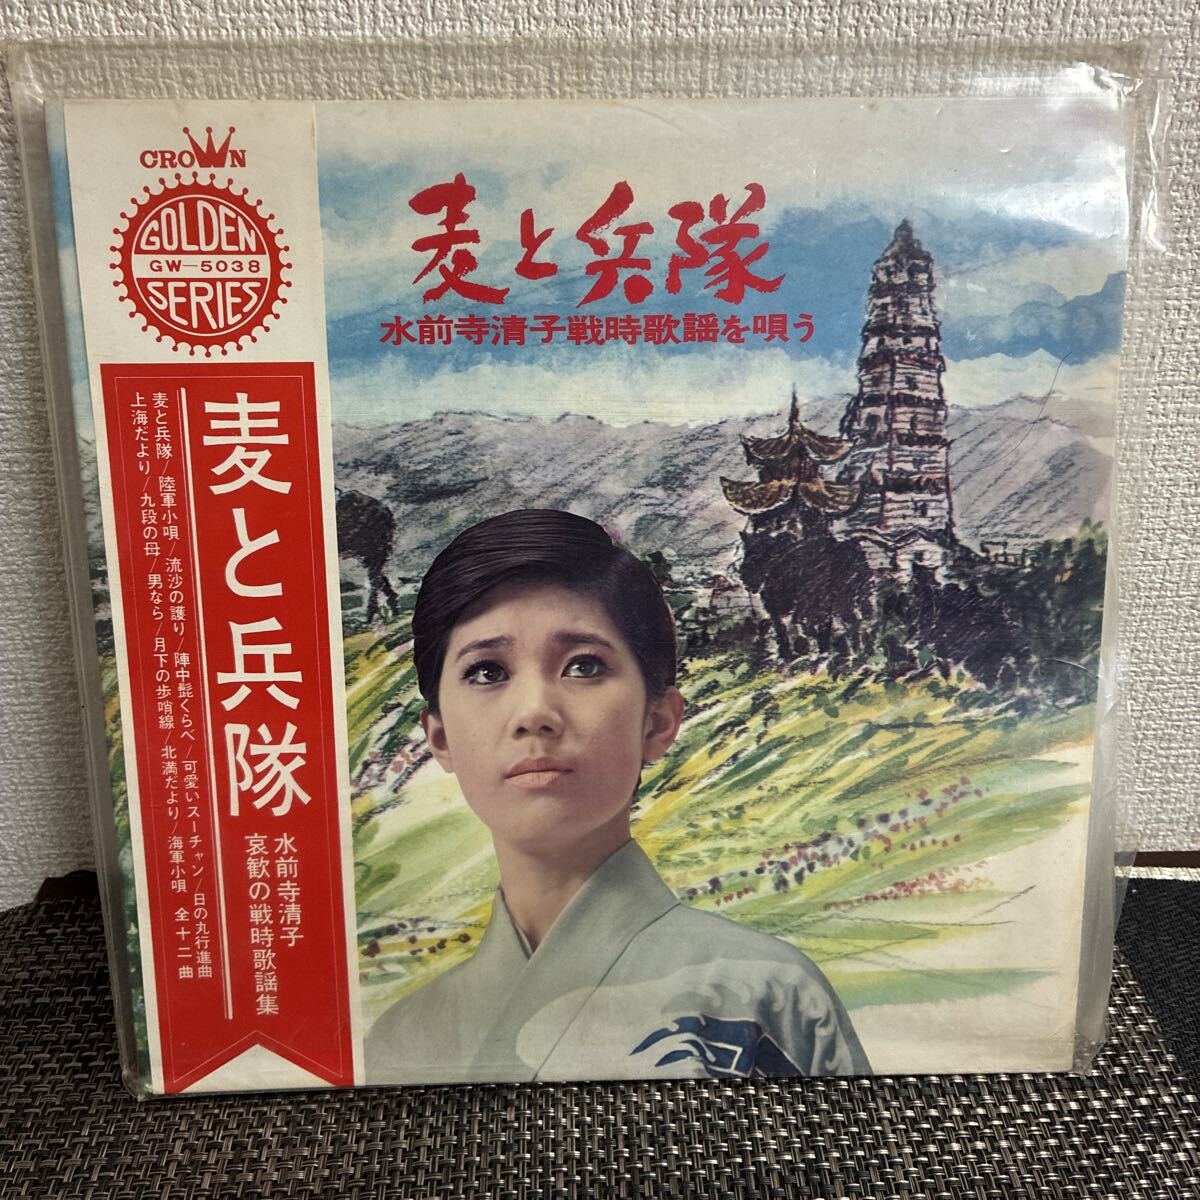 CROWN
GOLDEN
GW-5038
SERIES
麦と兵隊
水前寺清子戦時歌謡を唄う
麦と兵隊
水前寺清子
哀歓の戦時歌謡集
麦と兵隊/陸軍小唄/流沙の護り/陣中髭くらべ/可愛いスーチャン/日の丸行進曲
上海だより/九段の母/男なら/月下の歩哨線/北満だより/海軍小唄 全十二曲